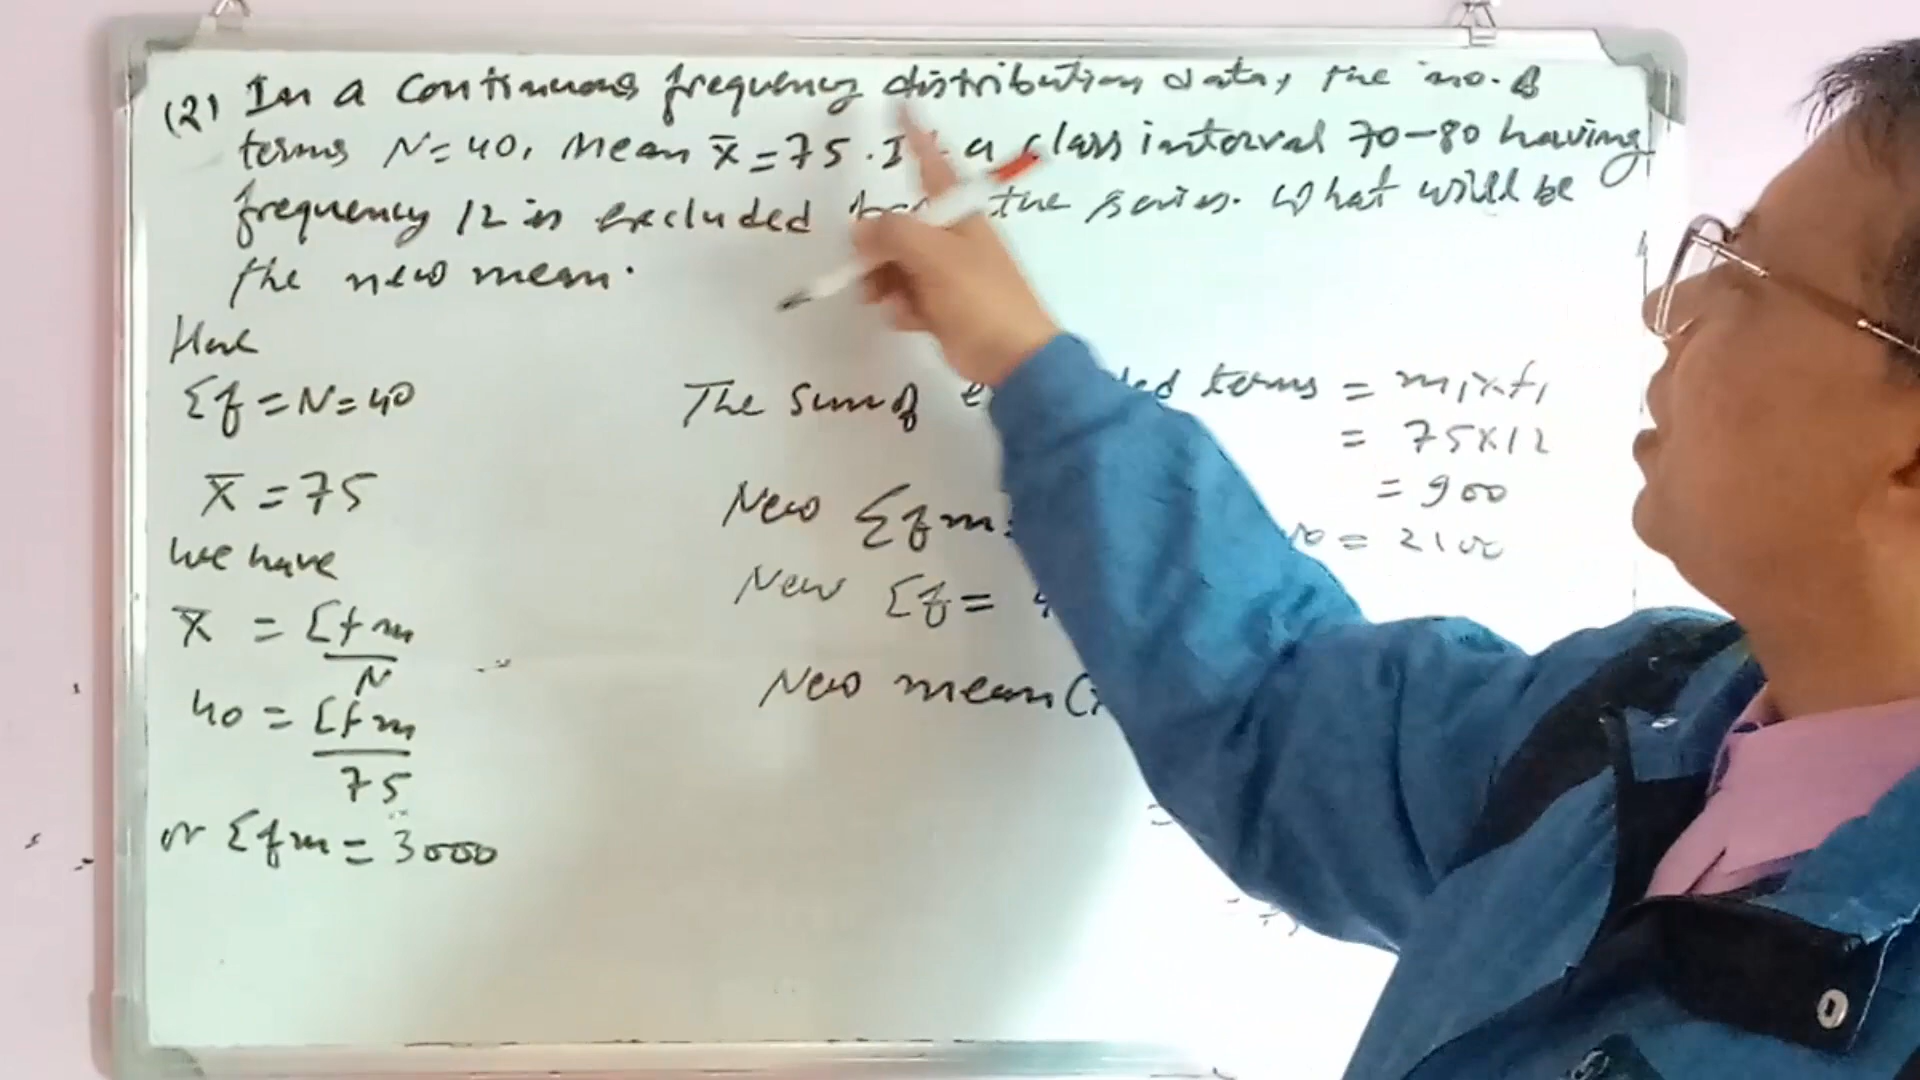 (2) In a continuous frequency distribution data, the no. of
terms N=40, Mean x̄=75. If a class interval 70-80 having
frequency 12 is excluded the series. What will be
the new mean.
Here
Σf=N=40
x̄=75
We have
x̄ = Σfm
N
40 = Σfm
75
or Σfm=3000
The sum of terms = m₁×f₁
= 75×12
= 900
New Σfm = 2100
New Σf=
New mean (